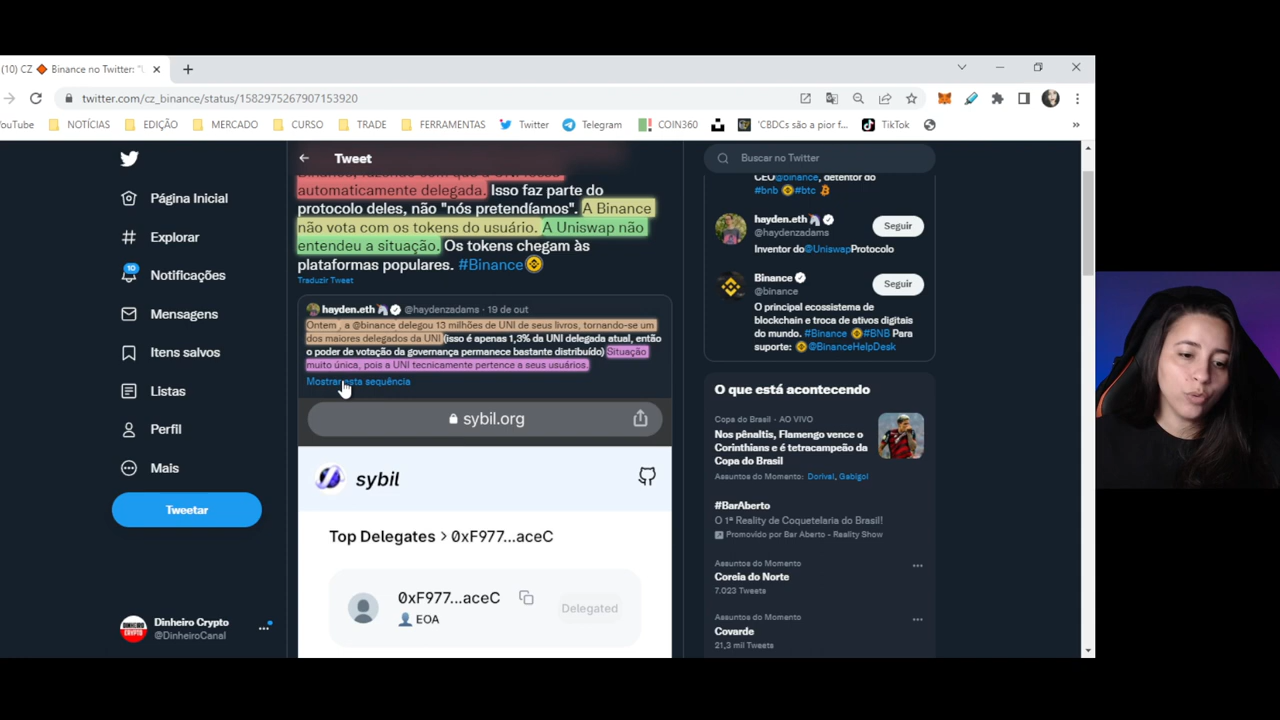 (10) CZ 🔶 Binance no Twitter: "U
twitter.com/cz_binance/status/1582975267907153920
YouTube
NOTÍCIAS
EDIÇÃO
MERCADO
CURSO
TRADE
FERRAMENTAS
Twitter
Telegram
COIN360
'CBDCs são a pior f...
TikTok
»
Página Inicial
Explorar
10
Notificações
Mensagens
Itens salvos
Listas
Perfil
Mais
Tweetar
Dinheiro Crypto
@DinheiroCanal
...
Tweet
automaticamente delegada. Isso faz parte do
protocolo deles, não "nós pretendíamos". A Binance
não vota com os tokens do usuário. A Uniswap não
entendeu a situação. Os tokens chegam às
plataformas populares. #Binance
Traduzir Tweet
hayden.eth🦄 @haydenzadams · 19 de out
Ontem , a @binance delegou 13 milhões de UNI de seus livros, tornando-se um
dos maiores delegados da UNI (isso é apenas 1,3% da UNI delegada atual, então
o poder de votação da governança permanece bastante distribuído) Situação
muito única, pois a UNI tecnicamente pertence a seus usuários.
Mostrar esta sequência
sybil.org
sybil
Top Delegates > 0xF977...aceC
0xF977...aceC
EOA
Delegated
Buscar no Twitter
CEO@binance, detentor do
#bnb #btc
hayden.eth🦄
@haydenzadams
Seguir
Inventor do@UniswapProtocolo
Binance
@binance
Seguir
O principal ecossistema de
blockchain e troca de ativos digitais
do mundo. #Binance #BNB Para
suporte: @BinanceHelpDesk
O que está acontecendo
Copa do Brasil · AO VIVO
Nos pênaltis, Flamengo vence o
Corinthians e é tetracampeão da
Copa do Brasil
Assuntos do Momento: Dorival, Gabigol
#BarAberto
O 1º Reality de Coquetelaria do Brasil!
Promovido por Bar Aberto - Reality Show
Assuntos do Momento
...
Coreia do Norte
7.023 Tweets
Assuntos do Momento
...
Covarde
21,3 mil Tweets